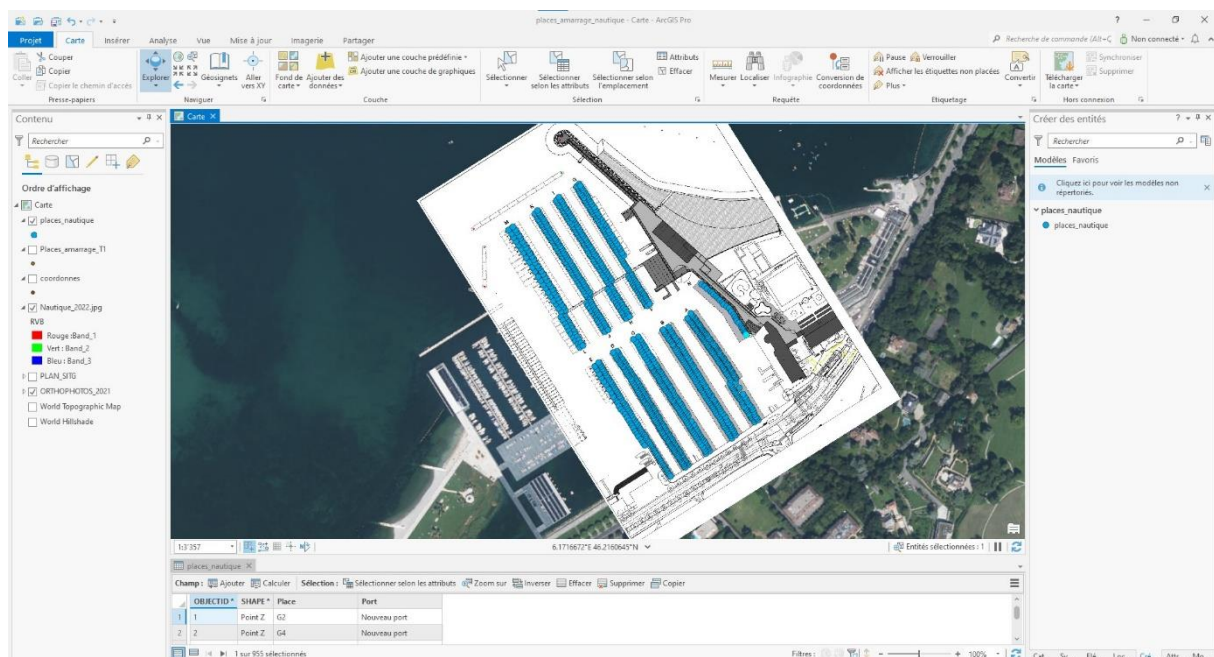 places_amarrage_nautique - Carte - ArcGIS Pro
Projet Carte Insérer Analyse Vue Mise à jour Imagerie Partager
Non connecté
Coller
Couper
Copier
Copier le chemin d'accès
Presse-papiers
Explorer
Géosignets
Aller vers XY
Naviguer
Fond de carte
Ajouter des données
Ajouter une couche prédéfinie
Ajouter une couche de graphiques
Couche
Sélectionner
Sélectionner selon les attributs
Sélectionner selon l'emplacement
Attributs
Effacer
Sélection
Mesurer
Localiser
Infographie
Conversion de coordonnées
Requête
Pause
Verrouiller
Afficher les étiquettes non placées
Plus
Convertir
Etiquetage
Télécharger la carte
Synchroniser
Supprimer
Hors connexion
Contenu
Rechercher
Ordre d'affichage
Carte
places_nautique
Places_amarrage_T1
coordonnes
Nautique_2022.jpg
RVB
Rouge :Band_1
Vert : Band_2
Bleu : Band_3
PLAN_SITG
ORTHOPHOTOS_2021
World Topographic Map
World Hillshade
Carte
1:3'357
6.1716672°E 46.2160645°N
Entités sélectionnées : 1
places_nautique
Champ : Ajouter Calculer Sélection : Sélectionner selon les attributs Zoom sur Inverser Effacer Supprimer Copier
OBJECTID * SHAPE * Place Port
1 1 Point Z G2 Nouveau port
2 2 Point Z G4 Nouveau port
1 sur 955 sélectionnés
Filtres :
100%
Créer des entités
Rechercher
Modèles Favoris
Cliquez ici pour voir les modèles non répertoriés.
places_nautique
places_nautique